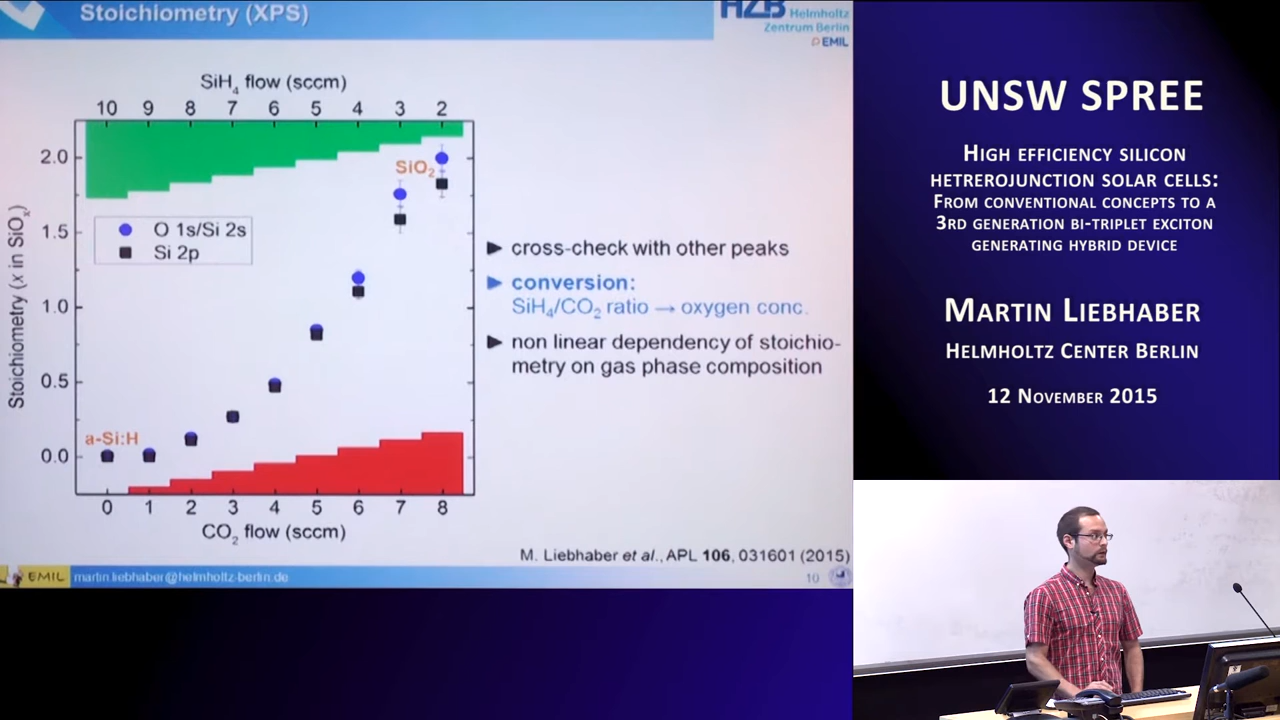 Stoichiometry (XPS)
HZB Helmholtz
Zentrum Berlin
EMIL
SiH4 flow (sccm)
10 9 8 7 6 5 4 3 2
2.0
1.5
1.0
0.5
0.0
Stoichiometry (x in SiOx)
SiO2
O 1s/Si 2s
Si 2p
a-Si:H
0 1 2 3 4 5 6 7 8
CO2 flow (sccm)
► cross-check with other peaks
► conversion:
SiH4/CO2 ratio → oxygen conc.
► non linear dependency of stoichio-
metry on gas phase composition
M. Liebhaber et al., APL 106, 031601 (2015)
EMIL martin.liebhaber@helmholtz-berlin.de 10
UNSW SPREE
High efficiency silicon
hetrerojunction solar cells:
From conventional concepts to a
3rd generation bi-triplet exciton
generating hybrid device
Martin Liebhaber
Helmholtz Center Berlin
12 November 2015